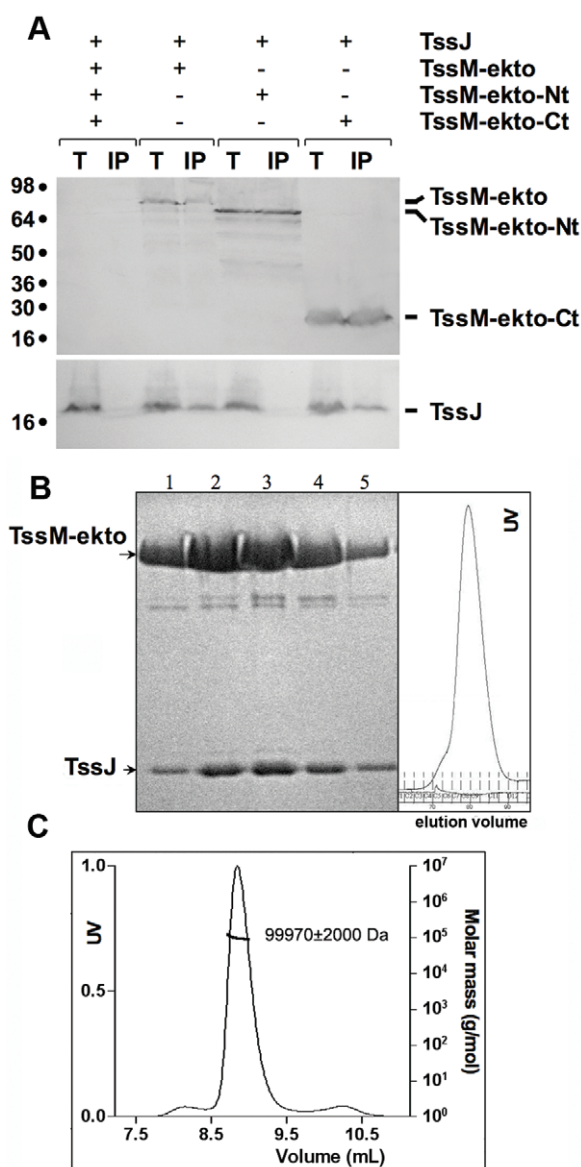 A
+ + + + TssJ
+ + - - TssM-ekto
+ - + - TssM-ekto-Nt
+ - - + TssM-ekto-Ct
T IP T IP T IP T IP
98
64
50
36
30
16
TssM-ekto
TssM-ekto-Nt
TssM-ekto-Ct
16
TssJ
B
1 2 3 4 5
TssM-ekto
TssJ
UV
70 80 90
elution volume
C
1.0
0.5
0.0
UV
99970±2000 Da
10⁷
10⁶
10⁵
10⁴
10³
10²
10¹
10⁰
Molar mass (g/mol)
7.5 8.5 9.5 10.5
Volume (mL)